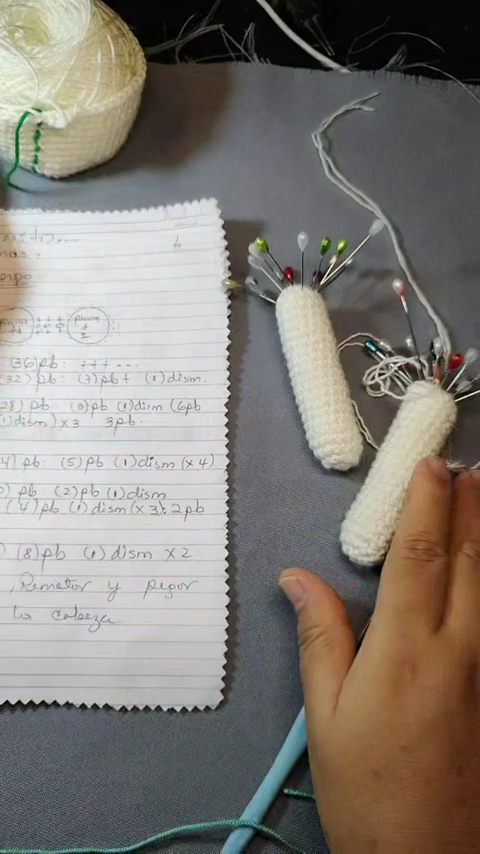 4
(36) pb: +++ ...
32) pb: (7) pb + (1) dism.
28) pb: (3) pb (1) dism (6 pb
1) dism) x 3 3 pb.
4) pb: (5) pb (1) dism (x 4)
) pb: (2) pb (1) dism
(4) pb (1) dism (x 3): 2 pb
) (8) pb (1) dism x 2
, Rematar y pegar
la cabeza